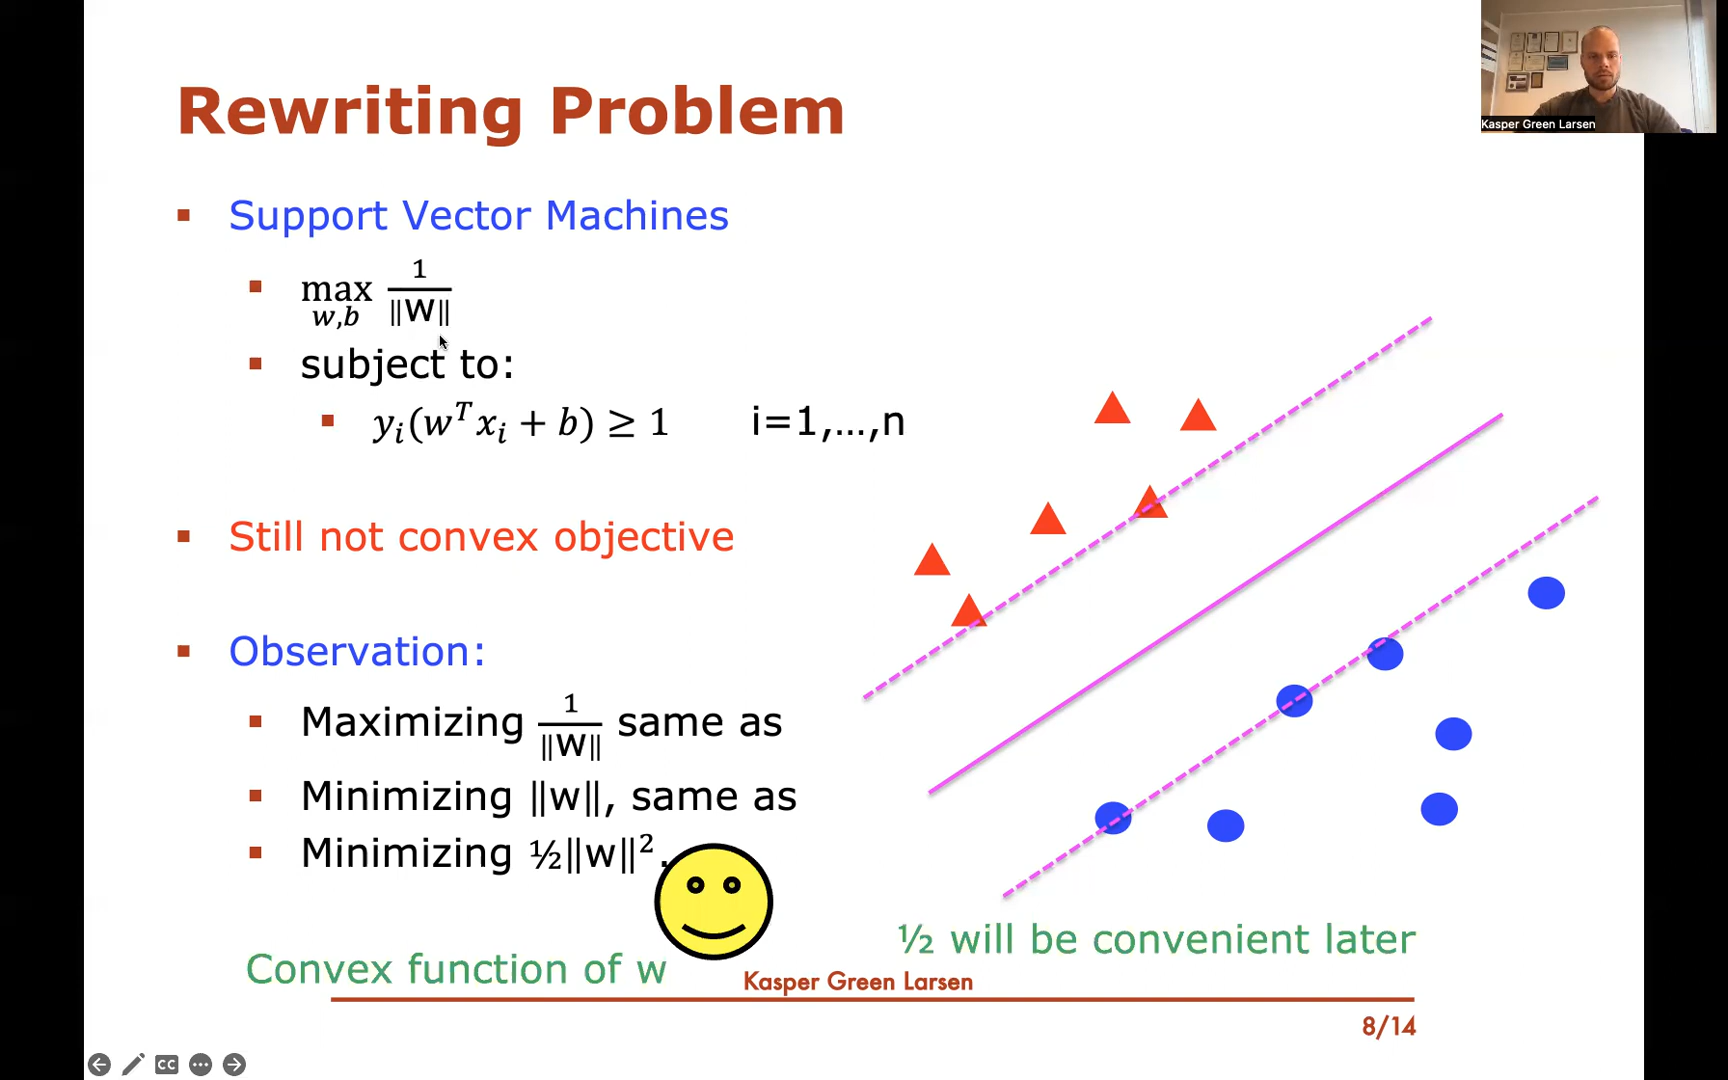 Rewriting Problem
Kasper Green Larsen
Support Vector Machines
max_{w,b} 1/‖w‖
subject to:
y_i(w^T x_i + b) ≥ 1 i=1,...,n
Still not convex objective
Observation:
Maximizing 1/‖w‖ same as
Minimizing ‖w‖, same as
Minimizing ½‖w‖².
½ will be convenient later
Convex function of w
Kasper Green Larsen
8/14
CC